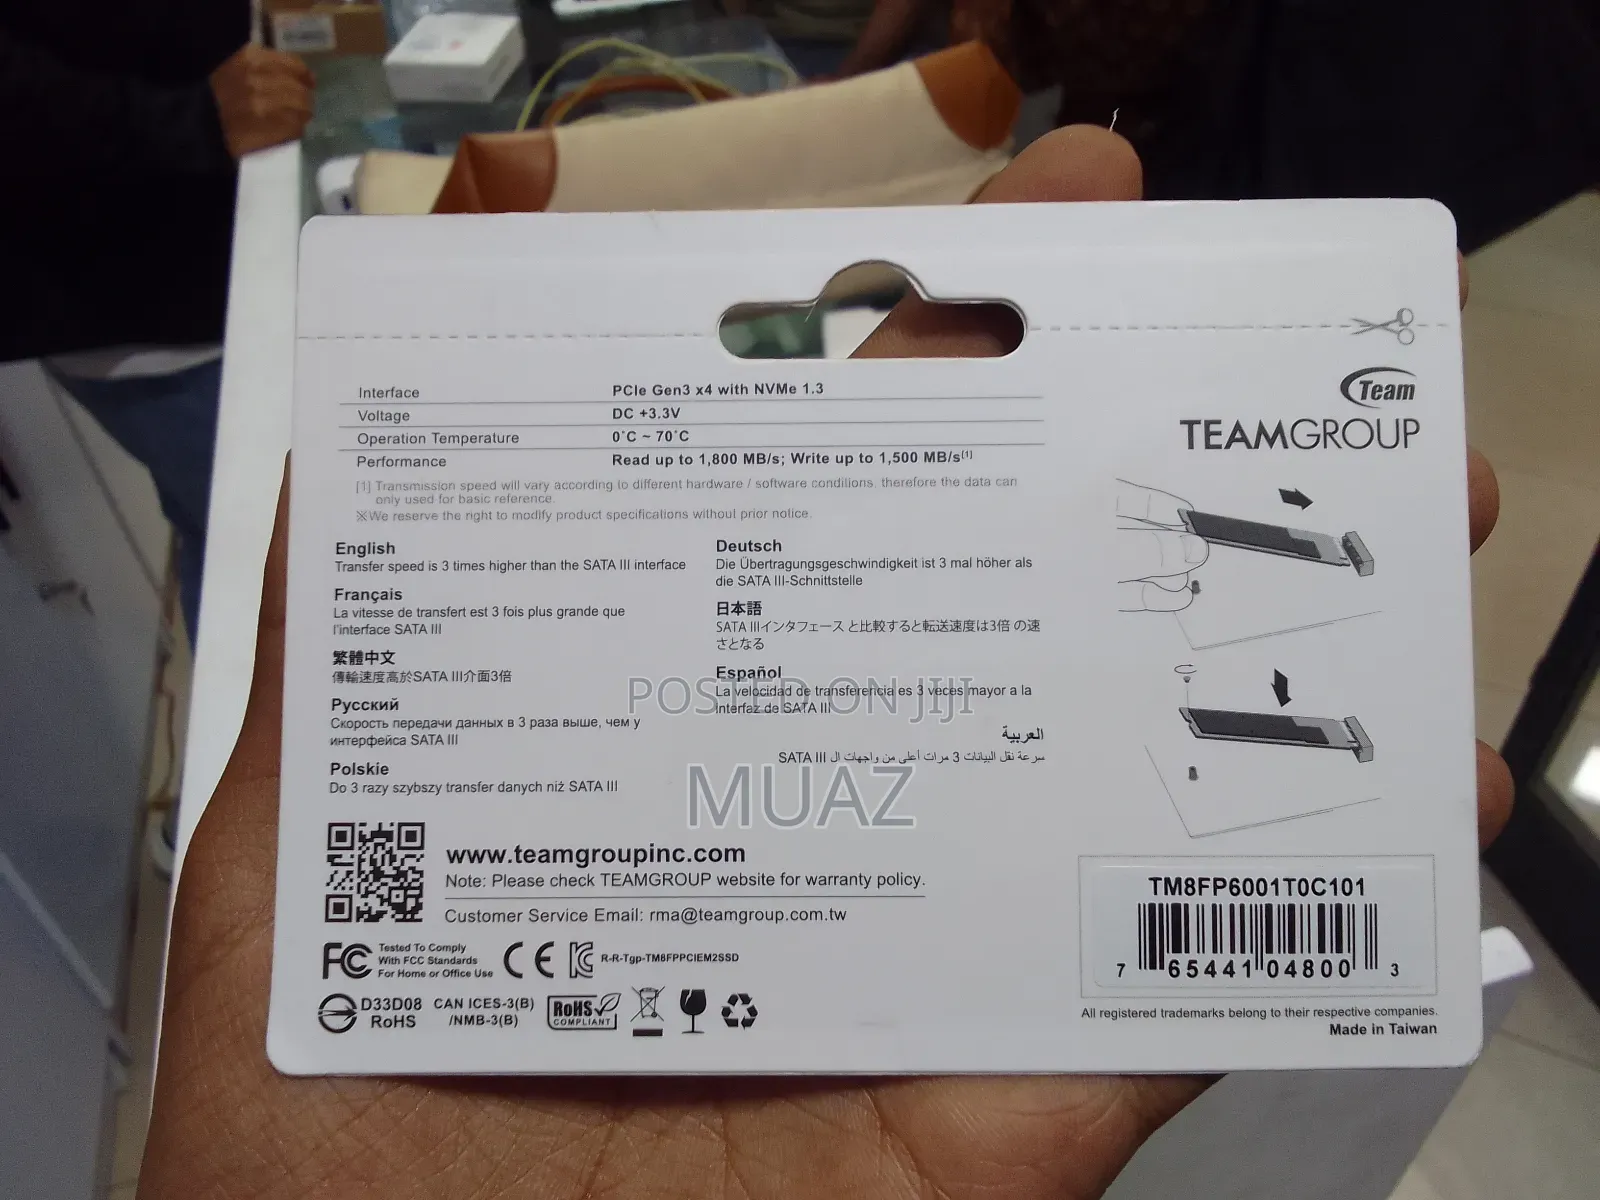 Interface PCIe Gen3 x4 with NVMe 1.3
Voltage DC +3.3V
Operation Temperature 0°C ~ 70°C
Performance Read up to 1,800 MB/s; Write up to 1,500 MB/s[1]
[1] Transmission speed will vary according to different hardware / software conditions, therefore the data can
only used for basic reference.
※We reserve the right to modify product specifications without prior notice.
Team
TEAMGROUP
English
Transfer speed is 3 times higher than the SATA III interface
Français
La vitesse de transfert est 3 fois plus grande que
l'interface SATA III
繁體中文
傳輸速度高於SATA III介面3倍
Русский
Скорость передачи данных в 3 раза выше, чем у
интерфейса SATA III
Polskie
Do 3 razy szybszy transfer danych niż SATA III
Deutsch
Die Übertragungsgeschwindigkeit ist 3 mal höher als
die SATA III-Schnittstelle
日本語
SATA IIIインタフェース と比較すると転送速度は3倍 の速
さとなる
Español
La velocidad de transferencia es 3 veces mayor a la
interfaz de SATA III
العربية
سرعة نقل البيانات 3 مرات أعلى من واجهات ال SATA III
POSTED ON JIJI
MUAZ
www.teamgroupinc.com
Note: Please check TEAMGROUP website for warranty policy.
Customer Service Email: rma@teamgroup.com.tw
FC Tested To Comply
With FCC Standards
For Home or Office Use
CE
R-R-Tgp-TM8FPPCIEM2SSD
D33D08
RoHS
CAN ICES-3(B)
/NMB-3(B)
RoHS
COMPLIANT
TM8FP6001T0C101
7 65441 04800 3
All registered trademarks belong to their respective companies.
Made in Taiwan